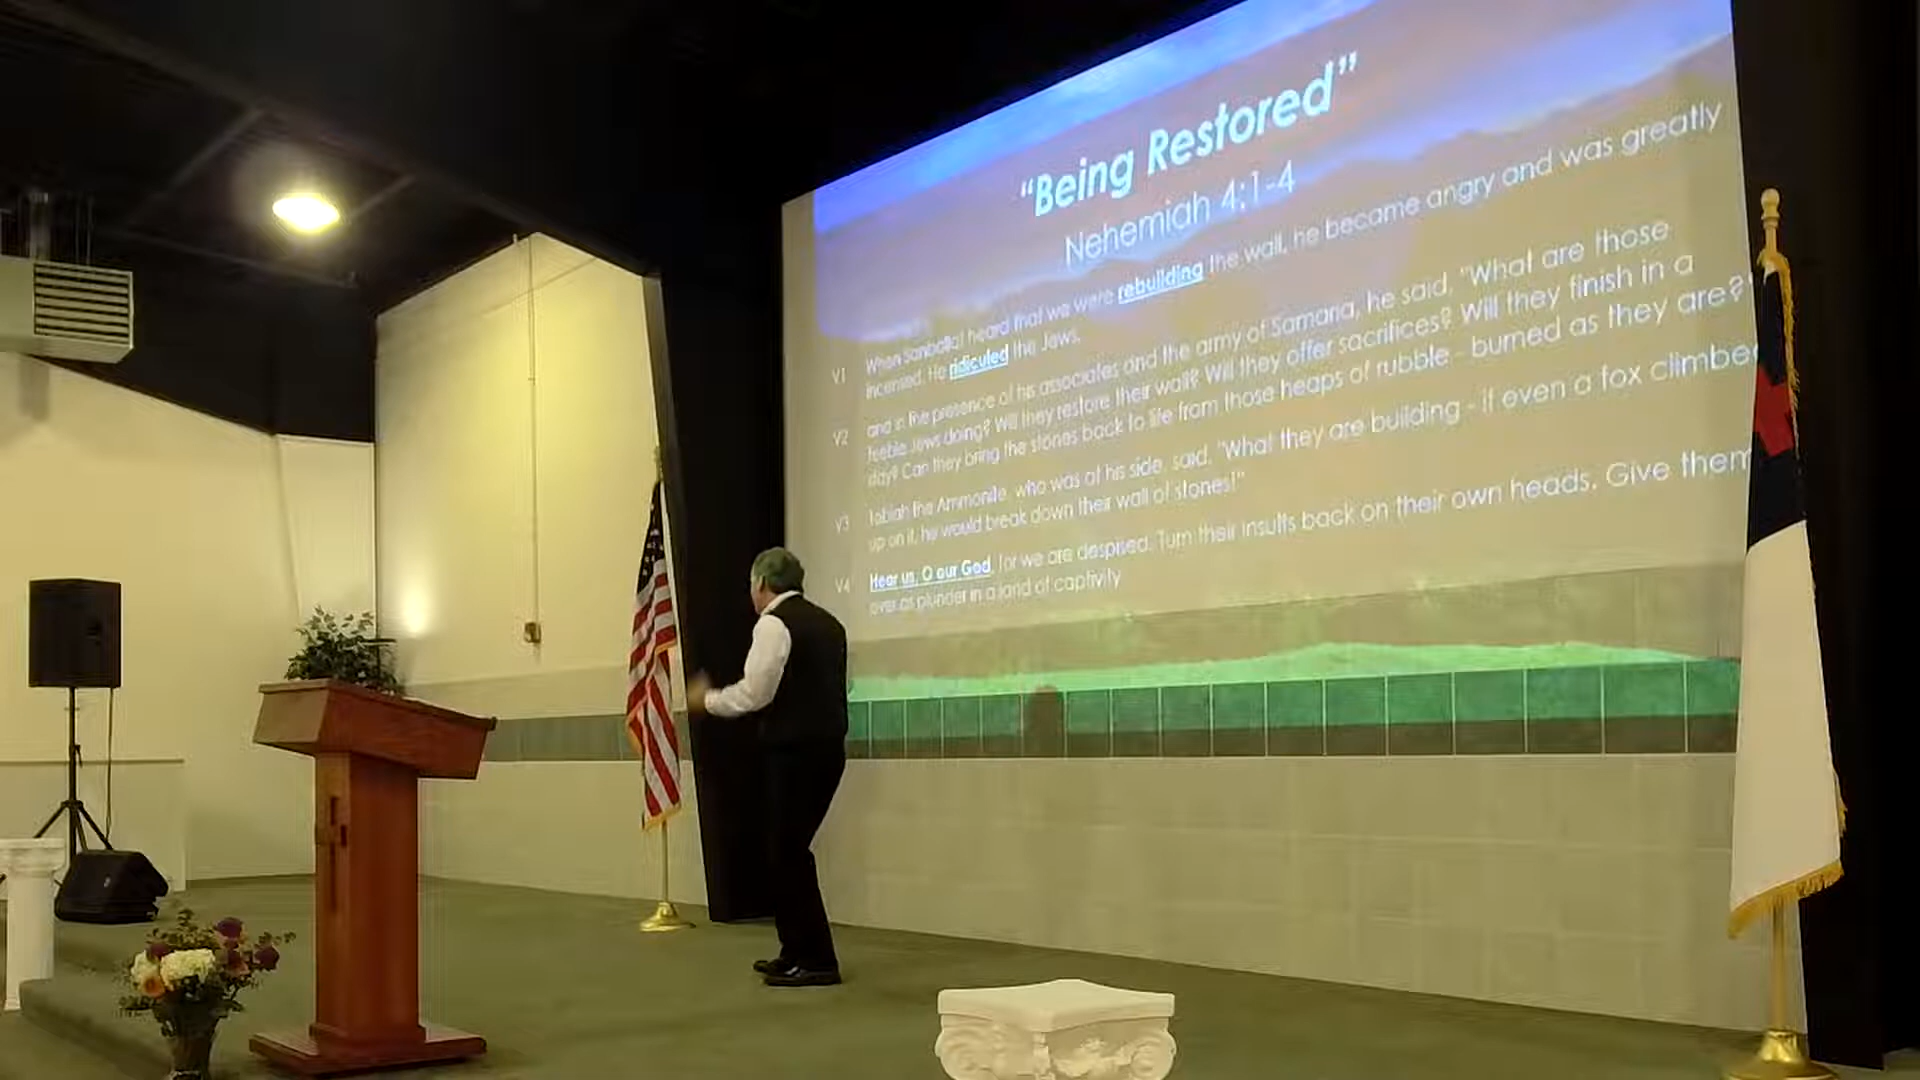 “Being Restored”
Nehemiah 4:1-4
V1 When Sanballat heard that we were rebuilding the wall, he became angry and was greatly
incensed. He ridiculed the Jews,
V2 and in the presence of his associates and the army of Samaria, he said, "What are those
feeble Jews doing? Will they restore their wall? Will they offer sacrifices? Will they finish in a
day? Can they bring the stones back to life from those heaps of rubble - burned as they are?"
V3 Tobiah the Ammonite, who was at his side, said, "What they are building - if even a fox climbed
up on it, he would break down their wall of stones!"
V4 Hear us, O our God, for we are despised. Turn their insults back on their own heads. Give them
over as plunder in a land of captivity